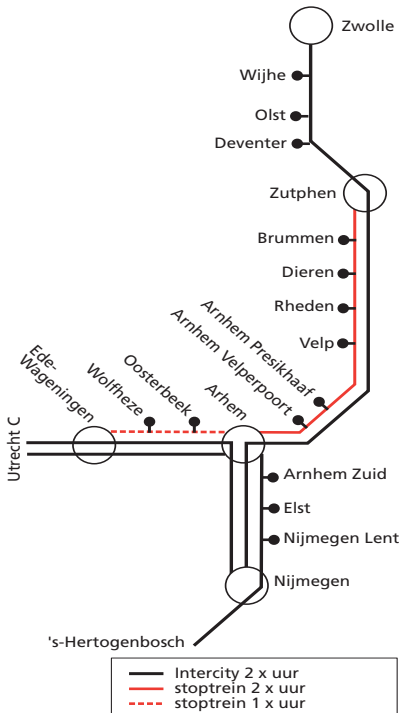 Zwolle
Wijhe
Olst
Deventer
Zutphen
Brummen
Dieren
Rheden
Velp
Arnhem Presikhaaf
Arnhem Velperpoort
Arhem
Oosterbeek
Wolfheze
Ede-
Wageningen
Utrecht C
Arnhem Zuid
Elst
Nijmegen Lent
Nijmegen
's-Hertogenbosch
Intercity 2 x uur
stoptrein 2 x uur
stoptrein 1 x uur